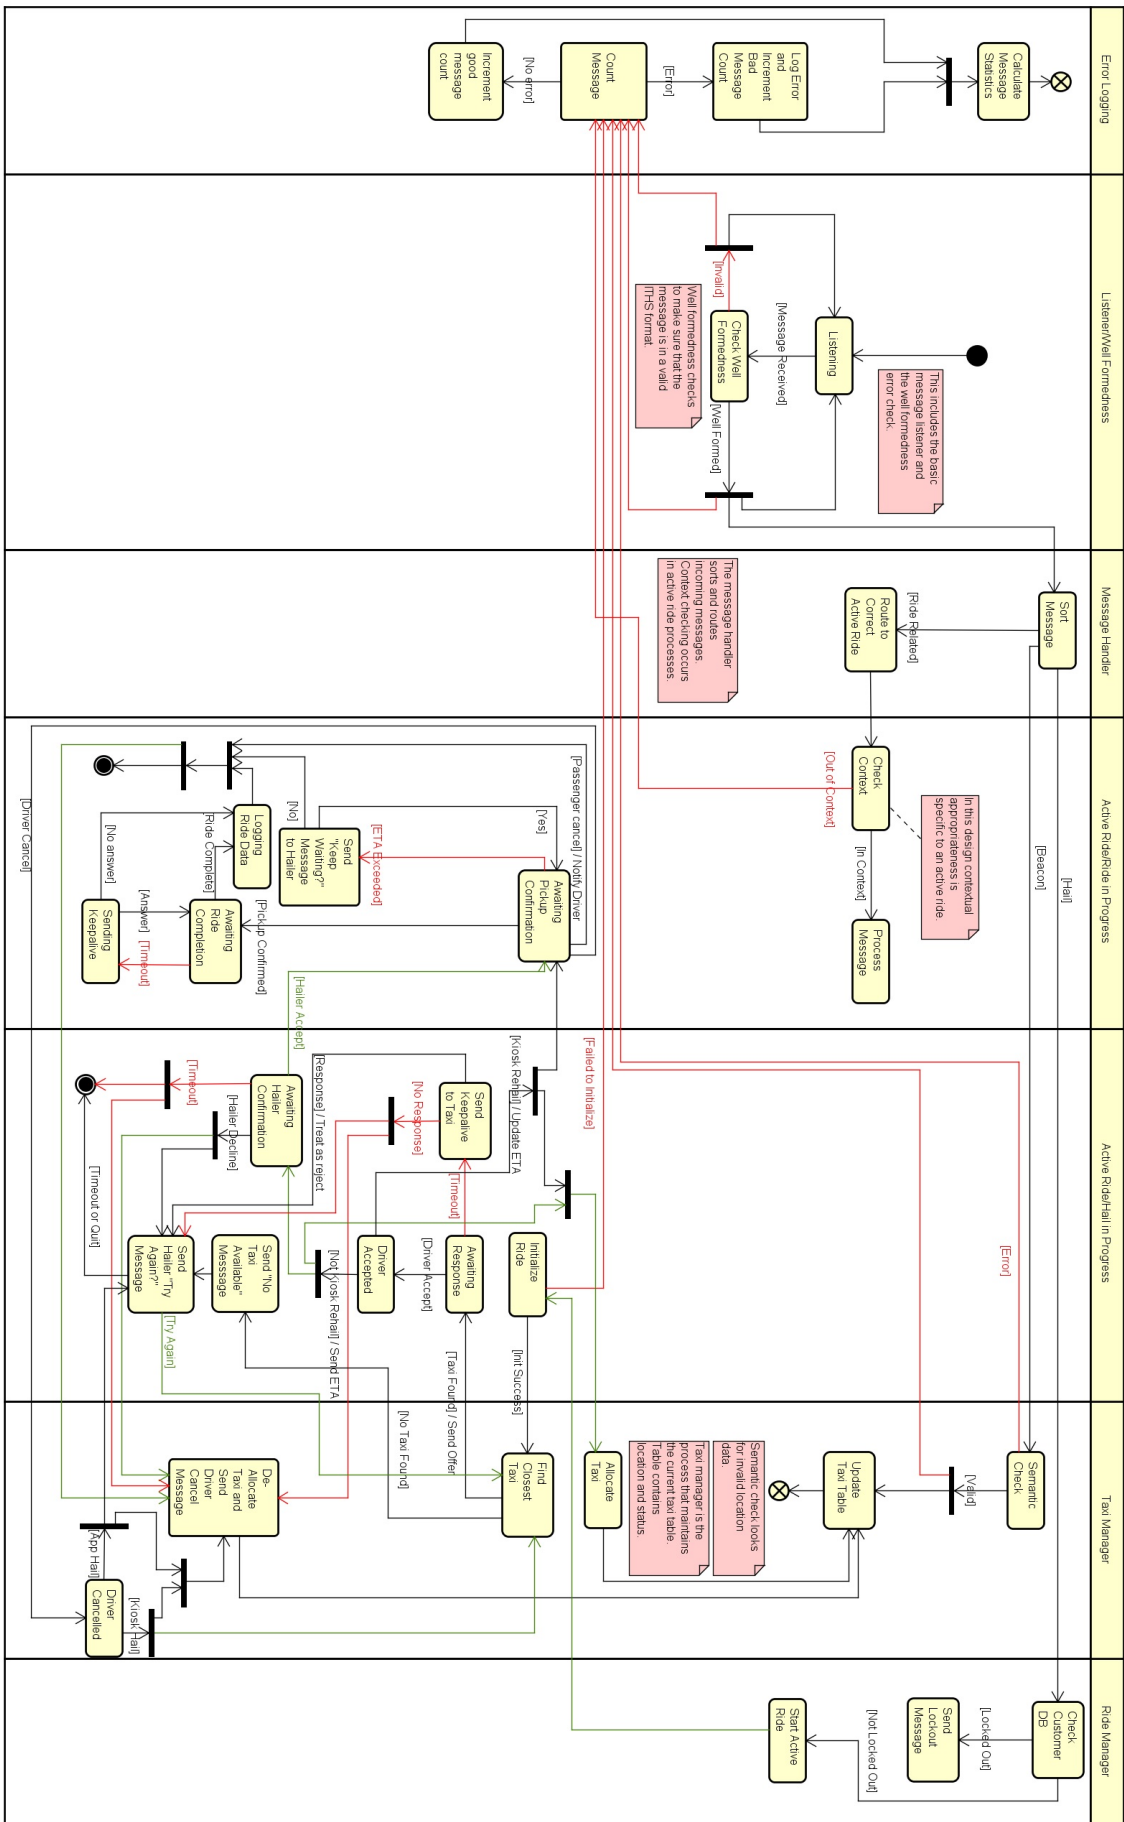 Error Logging
Calculate
Message
Statistics
Log Error
and
Increment
Bad
Message
Count
[Error]
Count
Message
[No error]
Increment
good
message
count
Listener/Well Formedness
This includes the basic
message listener and
the well formedness
error check.
Listening
[Message Received]
Check Well
Formedness
[Invalid]
[Well Formed]
Well formedness checks
to make sure that the
message is in a valid
ITHS format.
Message Handler
Sort
Message
[Ride Related]
Route to
Correct
Active Ride
The message handler
sorts and routes
incoming messages.
Context checking occurs
in active ride processes.
Active Ride/Ride in Progress
[Hail]
[Beacon]
In this design contextual
appropriateness is
specific to an active ride.
Check
Context
[In Context]
Process
Message
[Out of Context]
[Passenger cancel] / Notify Driver
Awaiting
Pickup
Confirmation
[Yes]
[ETA Exceeded]
Send
"Keep
Waiting?"
Message
to Hailer
[No]
[Pickup Confirmed]
Logging
Ride Data
Awaiting
Ride
Completion
[Ride Complete]
[Timeout]
[Answer]
[No answer]
Sending
Keepalive
[Driver Cancel]
Active Ride/Hail in Progress
[Error]
[Failed to Initialize]
Initialize
Ride
[Init Success]
[Kiosk Rehail] / Update ETA
Send
Keepalive
to Taxi
[Timeout]
Awaiting
Response
[Taxi Found] / Send Offer
[No Response]
[Driver Accept]
Driver
Accepted
[No Taxi Found]
[Not Kiosk Rehail] / Send ETA
[Response] / Treat as reject
[Hailer Accept]
Awaiting
Hailer
Confirmation
[Hailer Decline]
[Timeout]
Send "No
Taxi
Available"
Messsage
Send
Hailer "Try
Again?"
Message
[Try Again]
[Timeout or Quit]
Taxi Manager
Semantic
Check
[Valid]
Update
Taxi Table
Semantic check looks
for invalid location
data.
Taxi manager is the
process that maintains
the current taxi table.
Table contains
location and status.
Allocate
Taxi
Find
Closest
Taxi
De-
Allocate
Taxi and
Send
Driver
Cancel
Message
[Kiosk Hail]
[App Hail]
Driver
Cancelled
Ride Manager
Check
Customer
DB
[Locked Out]
Send
Lockout
Message
[Not Locked Out]
Start Active
Ride